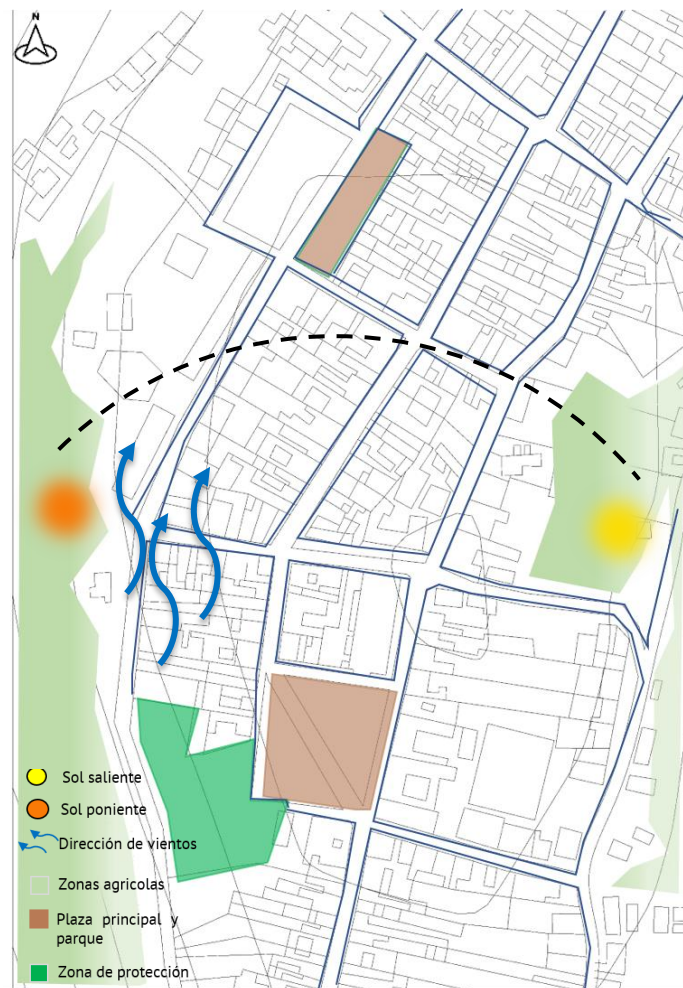 N
Sol saliente
Sol poniente
Dirección de vientos
Zonas agricolas
Plaza principal y
parque
Zona de protección